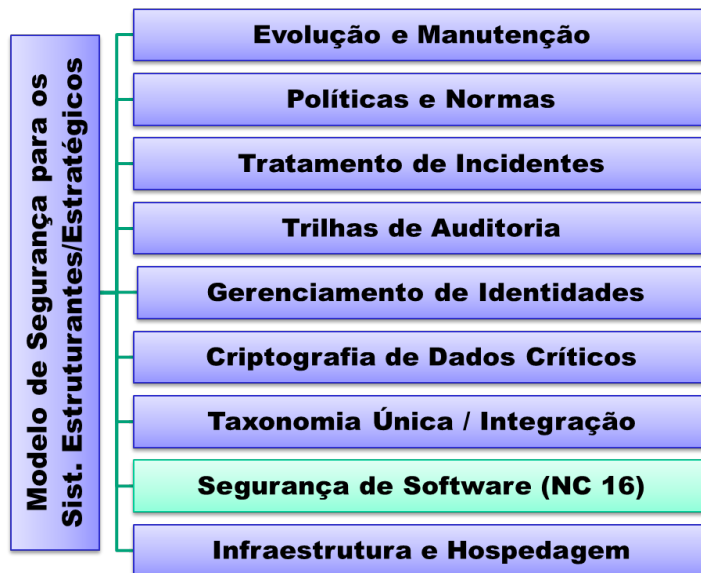 Modelo de Segurança para os
Sist. Estruturantes/Estratégicos
Evolução e Manutenção
Políticas e Normas
Tratamento de Incidentes
Trilhas de Auditoria
Gerenciamento de Identidades
Criptografia de Dados Críticos
Taxonomia Única / Integração
Segurança de Software (NC 16)
Infraestrutura e Hospedagem